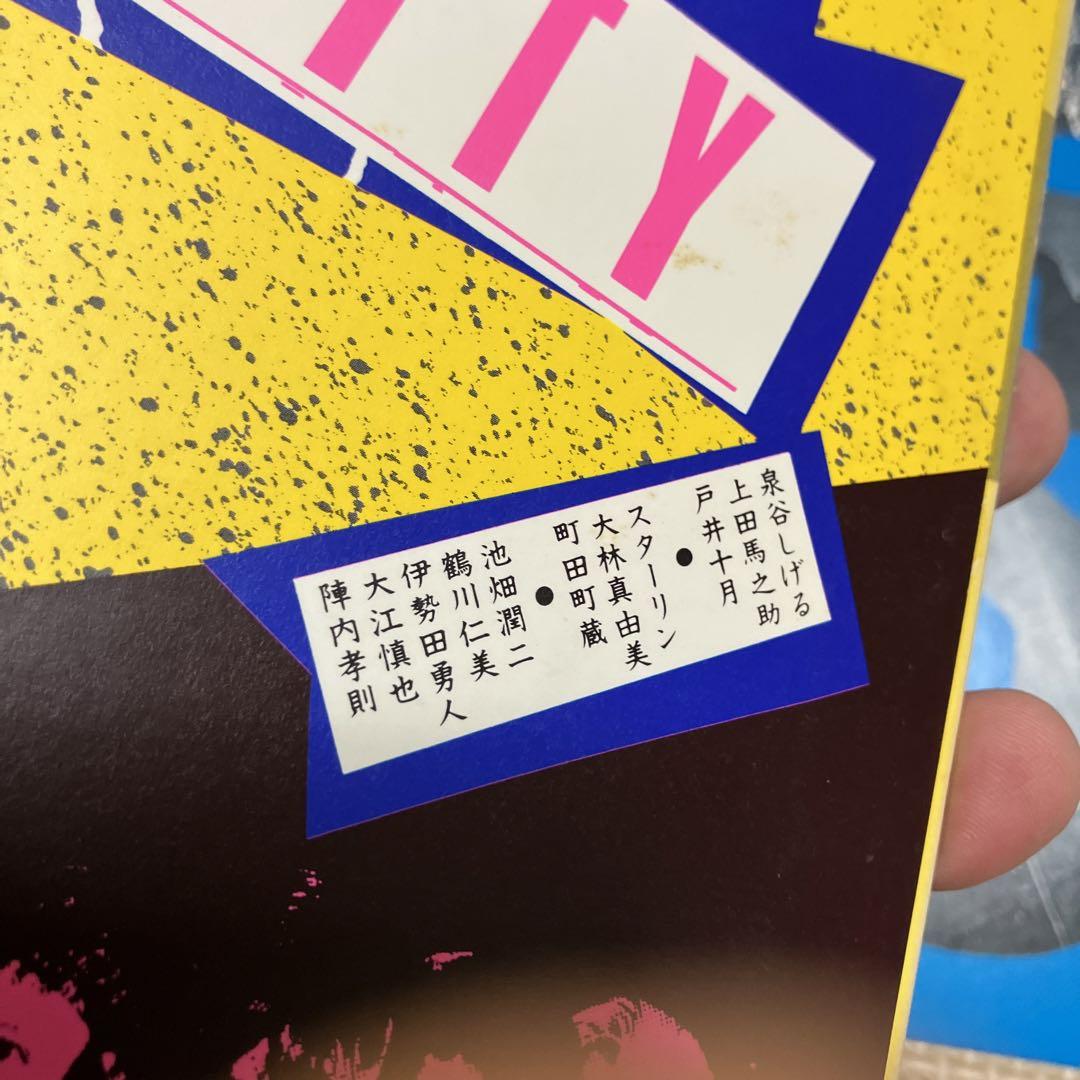 TTY
泉谷しげる
上田馬之助
戸井十月
●
スターリン
大林真由美
町田町蔵
●
池畑潤二
鶴川仁美
伊勢田勇人
大江慎也
陣内孝則